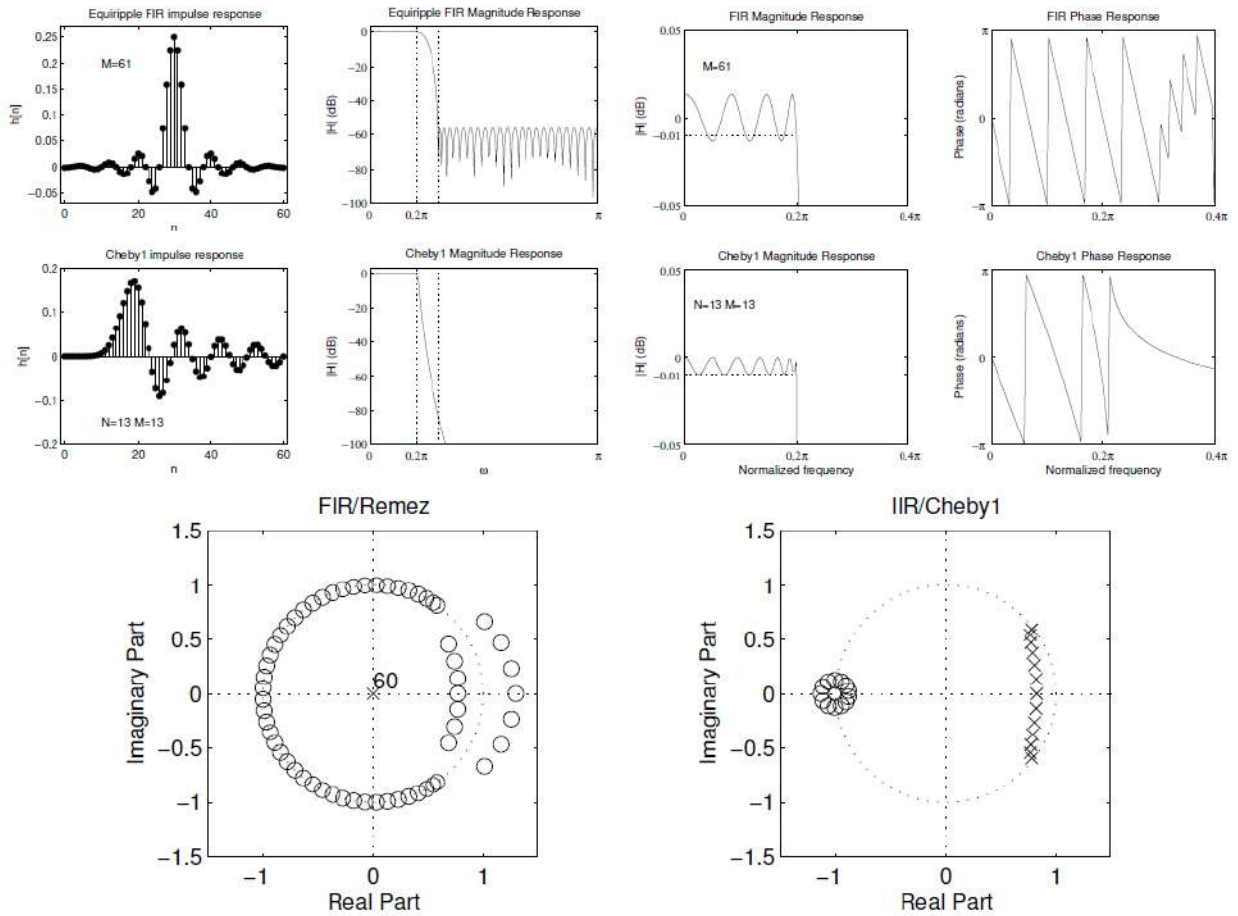 Equiripple FIR impulse response
0.25
0.2
0.15
0.1
0.05
0
−0.05
h[n]
M=61
0 20 40 60
n
Equiripple FIR Magnitude Response
0
−20
−40
−60
−80
−100
|H| (dB)
0.2π π
FIR Magnitude Response
0.05
0
−0.01
−0.05
|H| (dB)
M=61
0 0.2π 0.4π
FIR Phase Response
π
0
−π
Phase (radians)
0 0.2π 0.4π
Cheby1 impulse response
0.2
0.1
0
−0.1
−0.2
h[n]
N=13 M=13
0 20 40 60
n
Cheby1 Magnitude Response
0
−20
−40
−60
−80
−100
|H| (dB)
0.2π π
ω
Cheby1 Magnitude Response
0.05
0
−0.01
−0.05
|H| (dB)
N=13 M=13
0 0.2π 0.4π
Normalized frequency
Cheby1 Phase Response
π
0
−π
Phase (radians)
0 0.2π 0.4π
Normalized frequency
FIR/Remez
1.5
1
0.5
0
−0.5
−1
−1.5
Imaginary Part
60
−1 0 1
Real Part
IIR/Cheby1
1.5
1
0.5
0
−0.5
−1
−1.5
Imaginary Part
−1 0 1
Real Part